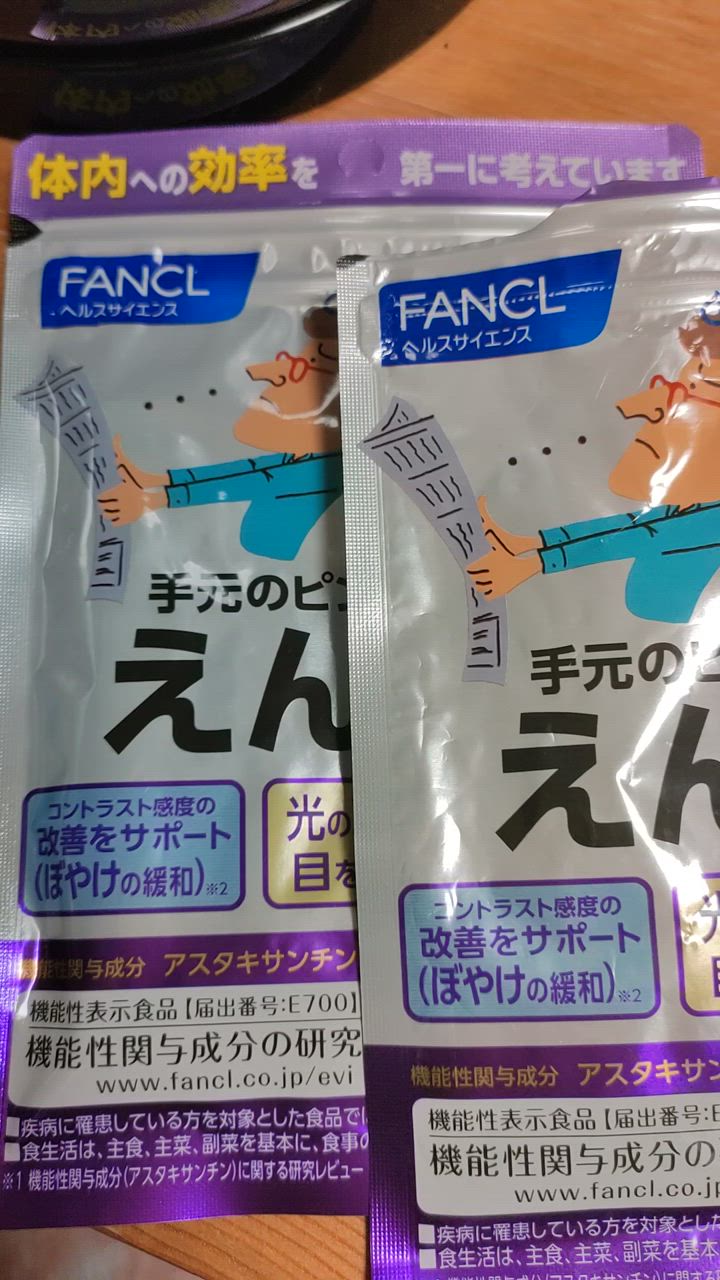 体内への効率を 第一に考えています
FANCL
ヘルスサイエンス
手元のピン
えん
コントラスト感度の
改善をサポート
(ぼやけの緩和)※2
光の
目を
機能性関与成分 アスタキサンチン
機能性表示食品【届出番号:E700】
機能性関与成分の研究
www.fancl.co.jp/evi
■疾病に罹患している方を対象とした食品では
■食生活は、主食、主菜、副菜を基本に、食事の
※1 機能性関与成分(アスタキサンチン)に関する研究レビュー
FANCL
ヘルスサイエンス
手元のピ
えん
コントラスト感度の
改善をサポート
(ぼやけの緩和)※2
光
機能性関与成分 アスタキサン
機能性表示食品【届出番号:E
機能性関与成分の
www.fancl.co.jp
■疾病に罹患している方を対象とし
■食生活は、主食、主菜、副菜を基本